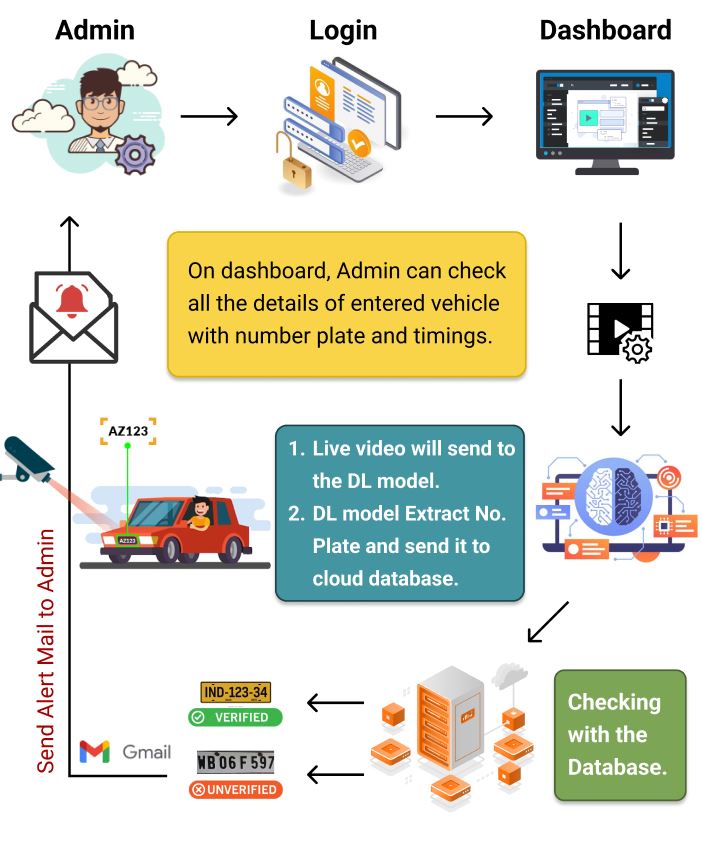 Admin
Login
Dashboard
On dashboard, Admin can check
all the details of entered vehicle
with number plate and timings.
AZ123
AZ123
1. Live video will send to
the DL model.
2. DL model Extract No.
Plate and send it to
cloud database.
Send Alert Mail to Admin
IND-123-34
VERIFIED
Gmail
WB 06 F 597
UNVERIFIED
Checking
with the
Database.